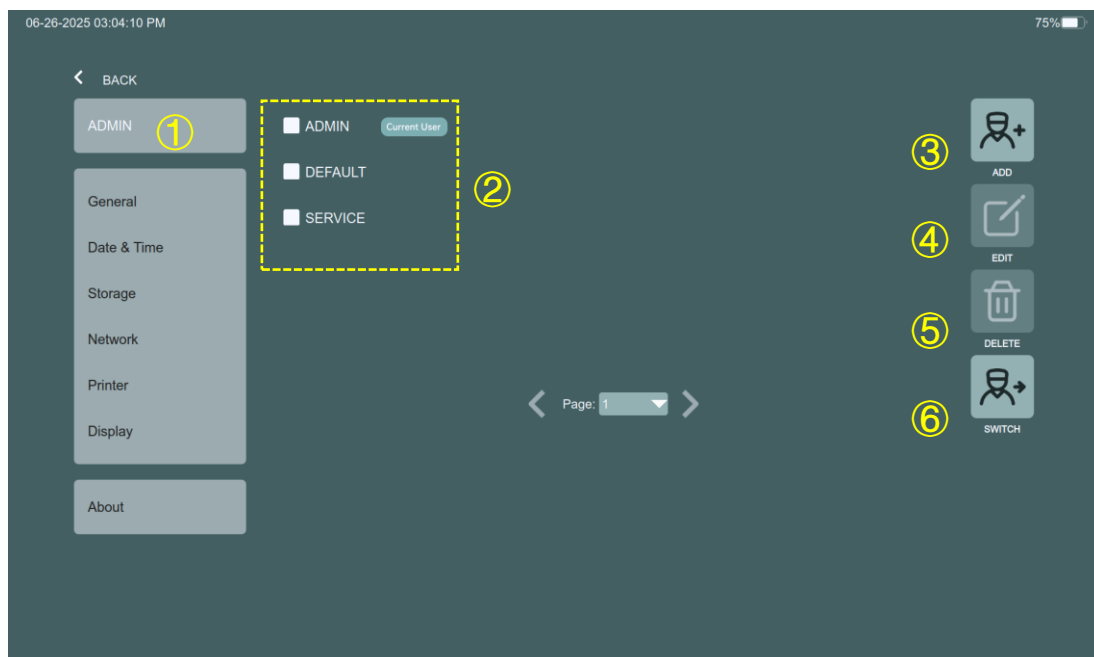 06-26-2025 03:04:10 PM
75%
BACK
ADMIN ①
General
Date & Time
Storage
Network
Printer
Display
About
ADMIN Current User
DEFAULT
SERVICE
②
Page: 1
③
ADD
④
EDIT
⑤
DELETE
⑥
SWITCH